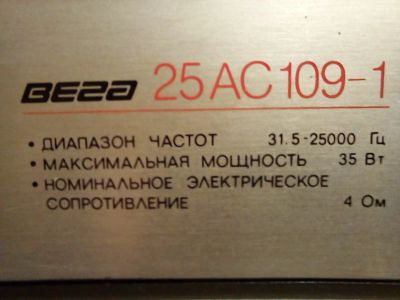 Вега 25АС109-1
• ДИАПАЗОН ЧАСТОТ 31.5-25000 Гц
• МАКСИМАЛЬНАЯ МОЩНОСТЬ 35 Вт
• НОМИНАЛЬНОЕ ЭЛЕКТРИЧЕСКОЕ
СОПРОТИВЛЕНИЕ 4 Ом